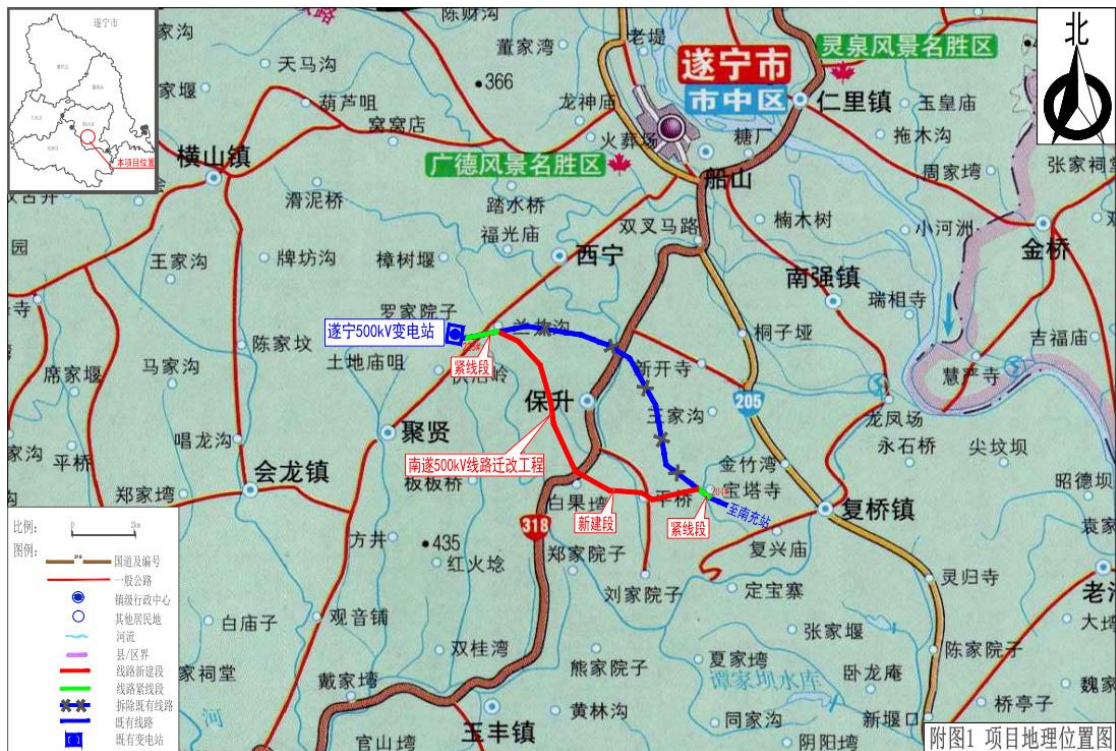 遂宁市
本项目位置
陈财沟
董家湾
老堤
遂宁市
市中区
灵泉风景名胜区
北
天马沟
366
葫芦咀
龙神庙
仁里镇
玉皇庙
窝窝店
火葬场
糖厂
拖木沟
横山镇
广德风景名胜区
船山
周家塆
张家祠堂
滑泥桥
踏水桥
楠木树
小河洲
福光庙
双叉马路
金桥
园
王家沟
牌坊沟
樟树堰
西宁
南强镇
瑞相寺
罗家院子
遂宁500kV变电站
兰草沟
桐子垭
吉福庙
陈家坟
土地庙咀
紧线段
新开寺
慧严寺
马家沟
席家堰
保升
205
王家沟
龙凤场
聚贤
永石桥
尖坟坝
唱龙沟
南遂500kV线路迁改工程
金竹湾
平桥
会龙镇
板板桥
昭德坝
郑家塆
白果塆
平桥
宝塔寺
至南充站
复桥镇
新建段
紧线段
318
方井
435
红火埝
郑家院子
复兴庙
刘家院子
定宝寨
灵归寺
观音铺
白庙子
双桂湾
张家堰
熊家院子
夏家塆
陈家院子
戴家塆
谭家坝水库
卧龙庵
桥亭子
玉丰镇
黄林沟
同家沟
新堰口
官山塆
阴阳塆
河
比例：
0 2km
图例：
国道及编号
一般公路
镇级行政中心
其他居民地
河流
县/区界
线路新建段
线路紧线段
拆除既有线路
既有线路
既有变电站
附图1 项目地理位置图